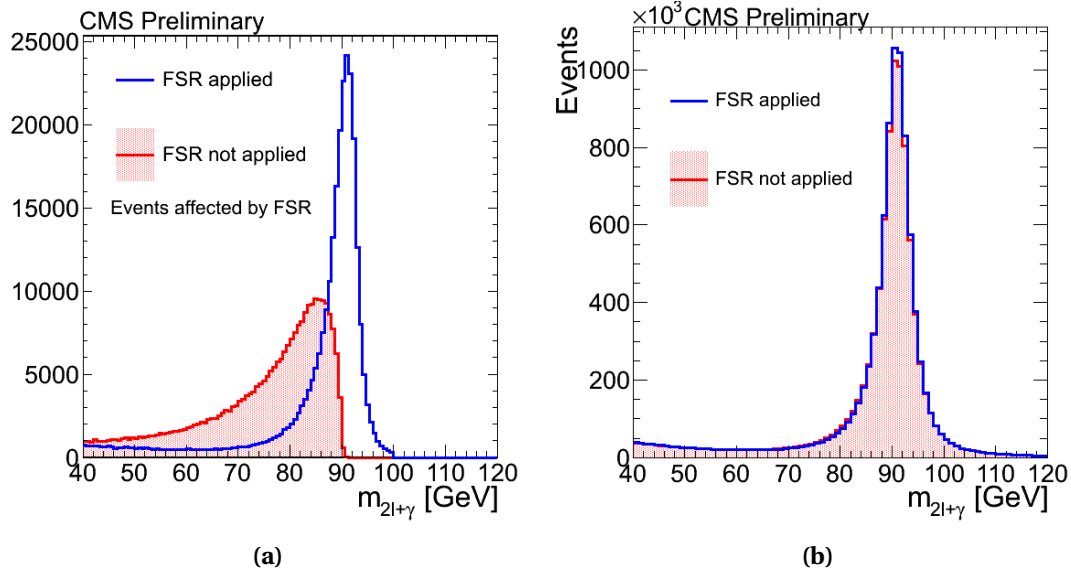 CMS Preliminary
25000
20000
15000
10000
5000
0
FSR applied
FSR not applied
Events affected by FSR
40 50 60 70 80 90 100 110 120
m2l+γ [GeV]
(a)
×10³ CMS Preliminary
Events
1000
800
600
400
200
0
FSR applied
FSR not applied
40 50 60 70 80 90 100 110 120
m2l+γ [GeV]
(b)